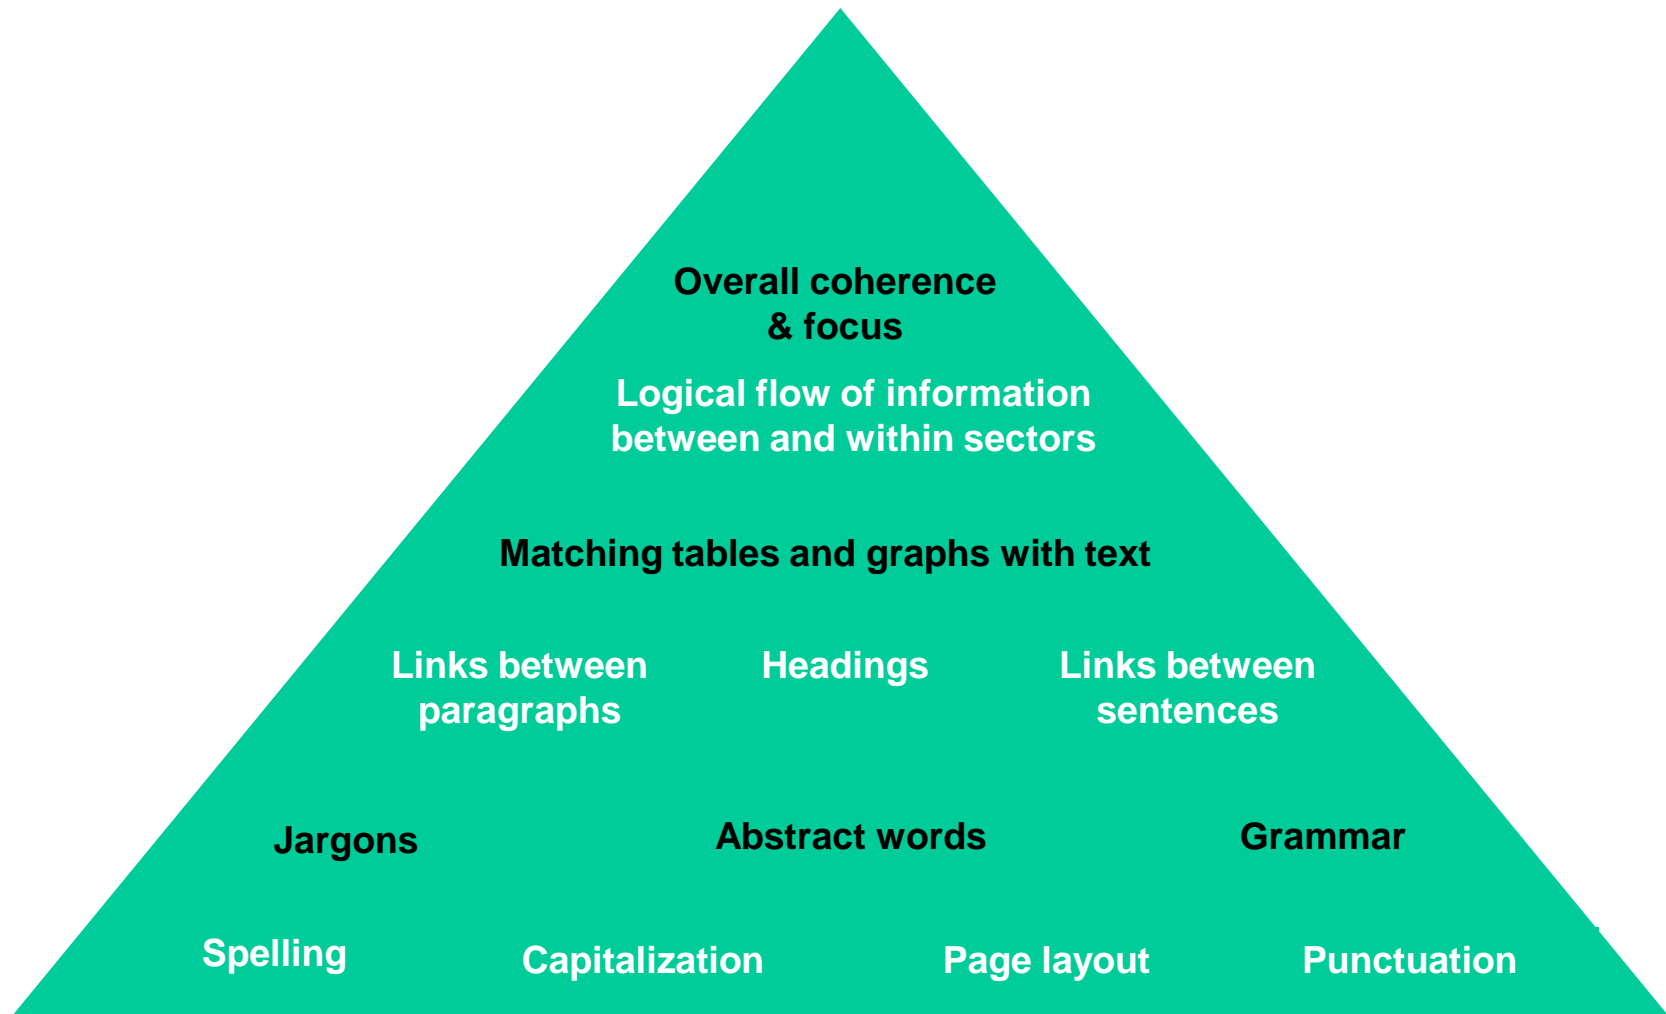 Overall coherence
& focus
Logical flow of information
between and within sectors
Matching tables and graphs with text
Links between
paragraphs
Headings
Links between
sentences
Jargons
Abstract words
Grammar
Spelling
Capitalization
Page layout
Punctuation